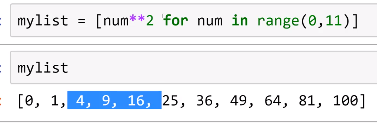 mylist = [num**2 for num in range(0,11)]
mylist
[0, 1, 4, 9, 16, 25, 36, 49, 64, 81, 100]